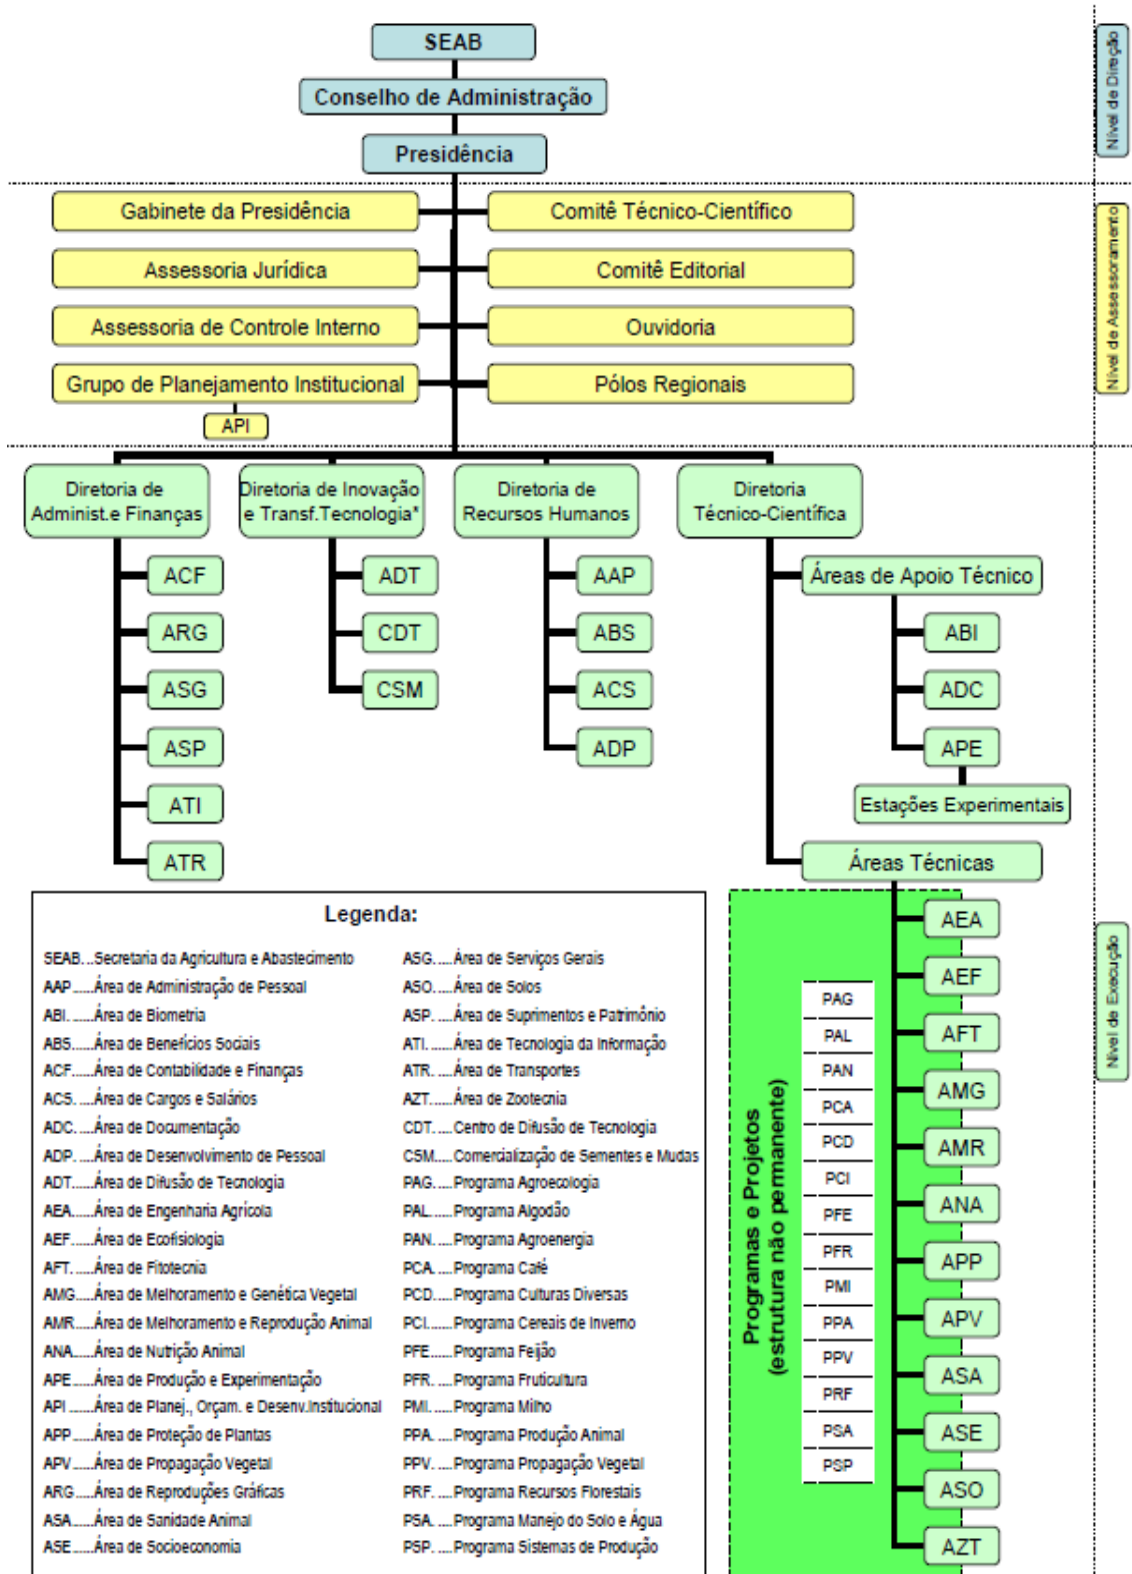 SEAB
Conselho de Administração
Presidência
Nível de Direção
Gabinete da Presidência
Comitê Técnico-Científico
Assessoria Jurídica
Comitê Editorial
Assessoria de Controle Interno
Ouvidoria
Grupo de Planejamento Institucional
Pólos Regionais
API
Nível de Assessoramento
Diretoria de
Administ.e Finanças
Diretoria de Inovação
e Transf.Tecnologia*
Diretoria de
Recursos Humanos
Diretoria
Técnico-Científica
ACF
ARG
ASG
ASP
ATI
ATR
ADT
CDT
CSM
AAP
ABS
ACS
ADP
Áreas de Apoio Técnico
ABI
ADC
APE
Estações Experimentais
Áreas Técnicas
AEA
AEF
AFT
AMG
AMR
ANA
APP
APV
ASA
ASE
ASO
AZT
Nível de Execução
Programas e Projetos
(estrutura não permanente)
PAG
PAL
PAN
PCA
PCD
PCI
PFE
PFR
PMI
PPA
PPV
PRF
PSA
PSP
Legenda:
SEAB...Secretaria da Agricultura e Abastecimento
AAP.....Área de Administração de Pessoal
ABI......Área de Biometria
ABS.....Área de Benefícios Sociais
ACF.....Área de Contabilidade e Finanças
ACS.....Área de Cargos e Salários
ADC.....Área de Documentação
ADP.....Área de Desenvolvimento de Pessoal
ADT.....Área de Difusão de Tecnologia
AEA.....Área de Engenharia Agrícola
AEF......Área de Ecofisiologia
AFT......Área de Fitotecnia
AMG....Área de Melhoramento e Genética Vegetal
AMR....Área de Melhoramento e Reprodução Animal
ANA.....Área de Nutrição Animal
APE.....Área de Produção e Experimentação
API ......Área de Planej., Orçam. e Desenv.Institucional
APP.....Área de Proteção de Plantas
APV.....Área de Propagação Vegetal
ARG....Área de Reproduções Gráficas
ASA.....Área de Sanidade Animal
ASE.....Área de Socioeconomia
ASG.....Área de Serviços Gerais
ASO.....Área de Solos
ASP.....Área de Suprimentos e Patrimônio
ATI......Área de Tecnologia da Informação
ATR.....Área de Transportes
AZT.....Área de Zootecnia
CDT.....Centro de Difusão de Tecnologia
CSM.....Comercialização de Sementes e Mudas
PAG.....Programa Agroecologia
PAL.....Programa Algodão
PAN.....Programa Agroenergia
PCA.....Programa Café
PCD.....Programa Culturas Diversas
PCI......Programa Cereais de Inverno
PFE.....Programa Feijão
PFR.....Programa Fruticultura
PMI......Programa Milho
PPA.....Programa Produção Animal
PPV.....Programa Propagação Vegetal
PRF.....Programa Recursos Florestais
PSA.....Programa Manejo do Solo e Água
PSP.....Programa Sistemas de Produção